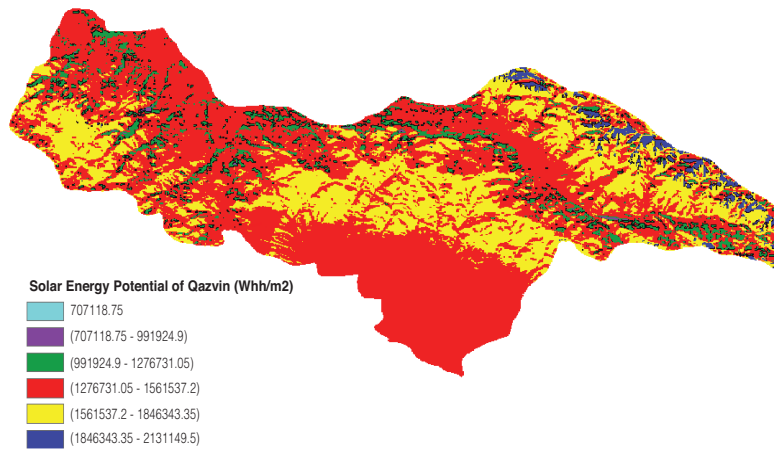 Solar Energy Potential of Qazvin (Whh/m2)
707118.75
(707118.75 - 991924.9)
(991924.9 - 1276731.05)
(1276731.05 - 1561537.2)
(1561537.2 - 1846343.35)
(1846343.35 - 2131149.5)